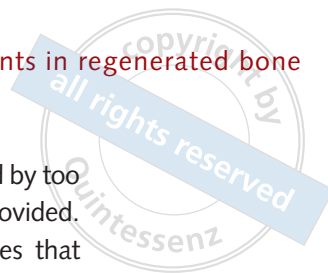 nts in regenerated bone
copyright by
all rights reserved
Quintessenz
l by too
ovided.
es that